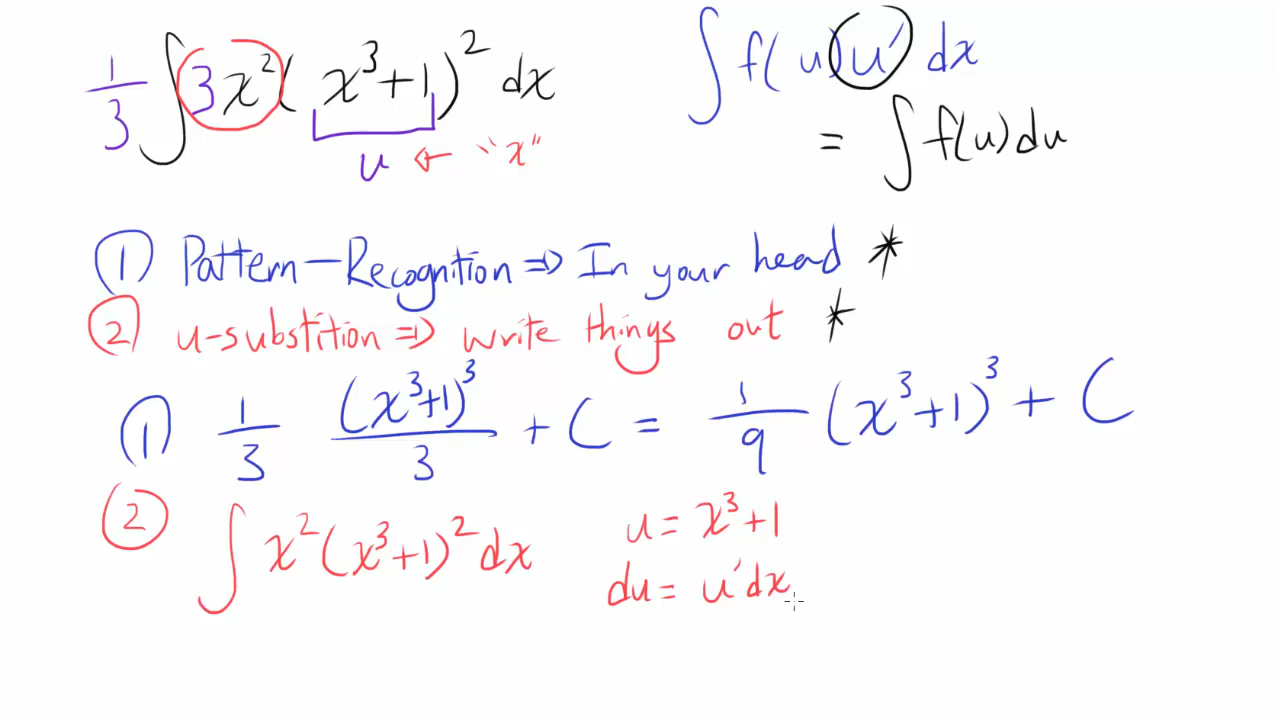 1/3 ∫ 3x²( x³+1 )² dx
u ← "x"
∫ f(u) u' dx
= ∫ f(u) du
① Pattern-Recognition ⇒ In your head *
② u-substition ⇒ write things out *
① 1/3 (x³+1)³/3 + C = 1/9 (x³+1)³ + C
② ∫ x²(x³+1)² dx u = x³+1
du = u'dx